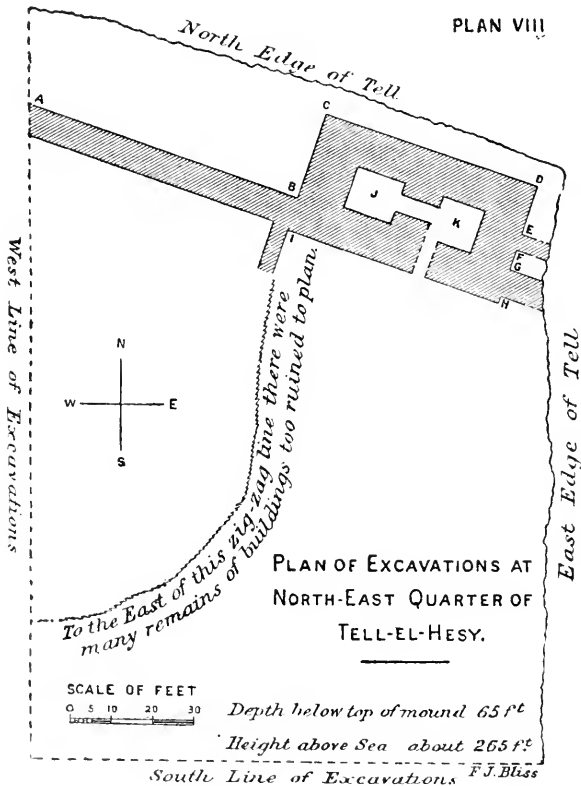 PLAN VIII
North Edge of Tell
A
C
B
D
J
K
E
F
G
I
H
West Line of Excavations
N
W E
S
To the East of this zig-zag line there were
many remains of buildings too ruined to plan.
East Edge of Tell
PLAN OF EXCAVATIONS AT
NORTH-EAST QUARTER OF
TELL-EL-HESY.
SCALE OF FEET
0 5 10 20 30
Depth below top of mound 65 ft
Height above Sea about 265 ft.
F J. Bliss
South Line of Excavations